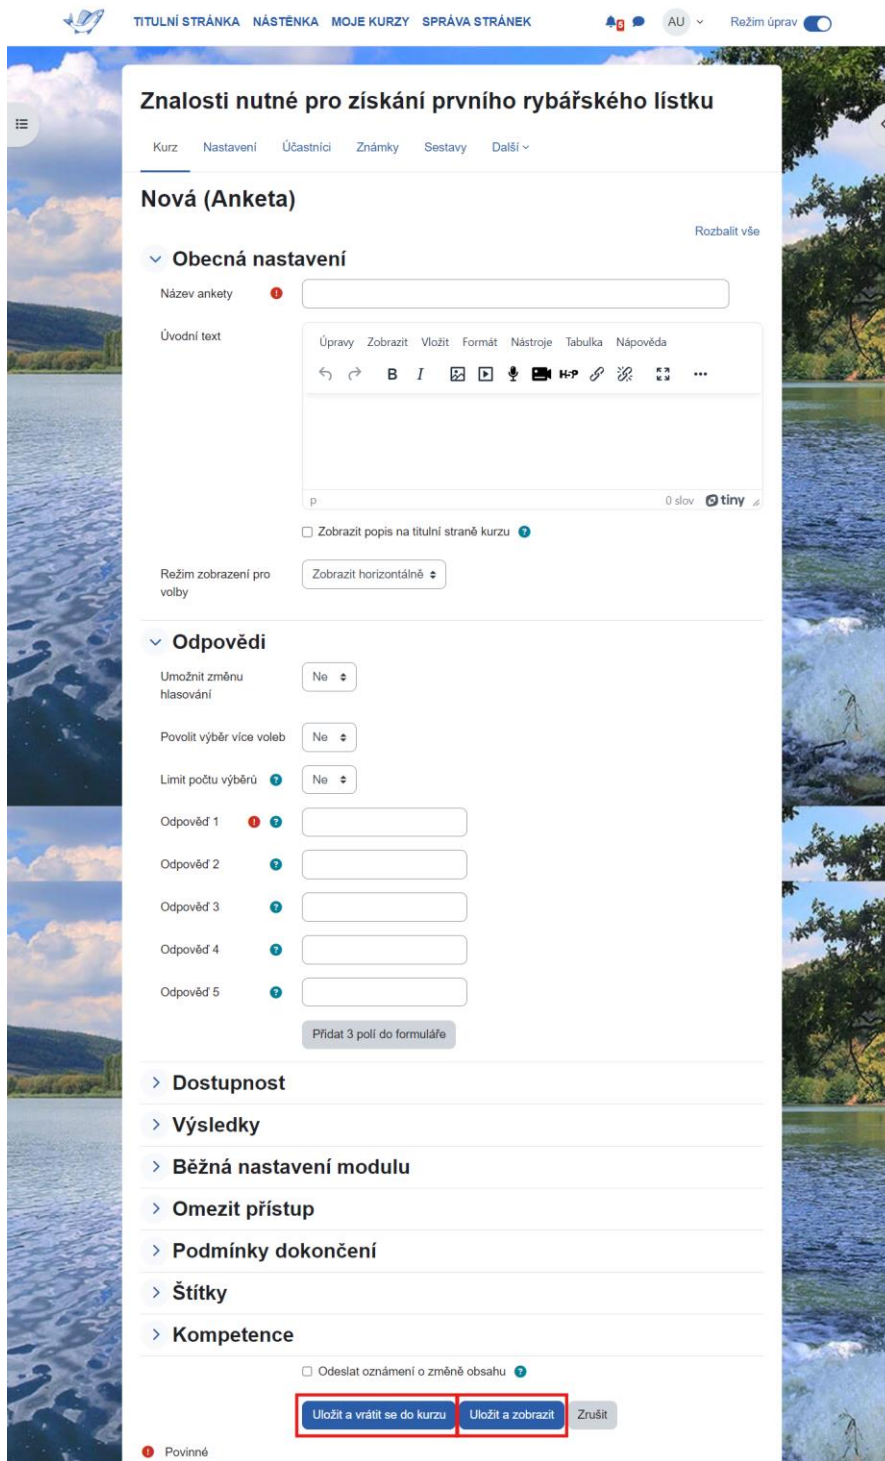 TITULNÍ STRÁNKA NÁSTĚNKA MOJE KURZY SPRÁVA STRÁNEK 5 AU Režim úprav
Znalosti nutné pro získání prvního rybářského lístku
Kurz Nastavení Účastníci Známky Sestavy Další
Nová (Anketa)
Rozbalit vše
Obecná nastavení
Název ankety
Úvodní text
Úpravy Zobrazit Vložit Formát Nástroje Tabulka Nápověda
B I H-P
p 0 slov tiny
Zobrazit popis na titulní straně kurzu
Režim zobrazení pro volby Zobrazit horizontálně
Odpovědi
Umožnit změnu hlasování Ne
Povolit výběr více voleb Ne
Limit počtu výběrů Ne
Odpověď 1
Odpověď 2
Odpověď 3
Odpověď 4
Odpověď 5
Přidat 3 polí do formuláře
Dostupnost
Výsledky
Běžná nastavení modulu
Omezit přístup
Podmínky dokončení
Štítky
Kompetence
Odeslat oznámení o změně obsahu
Uložit a vrátit se do kurzu Uložit a zobrazit Zrušit
Povinné